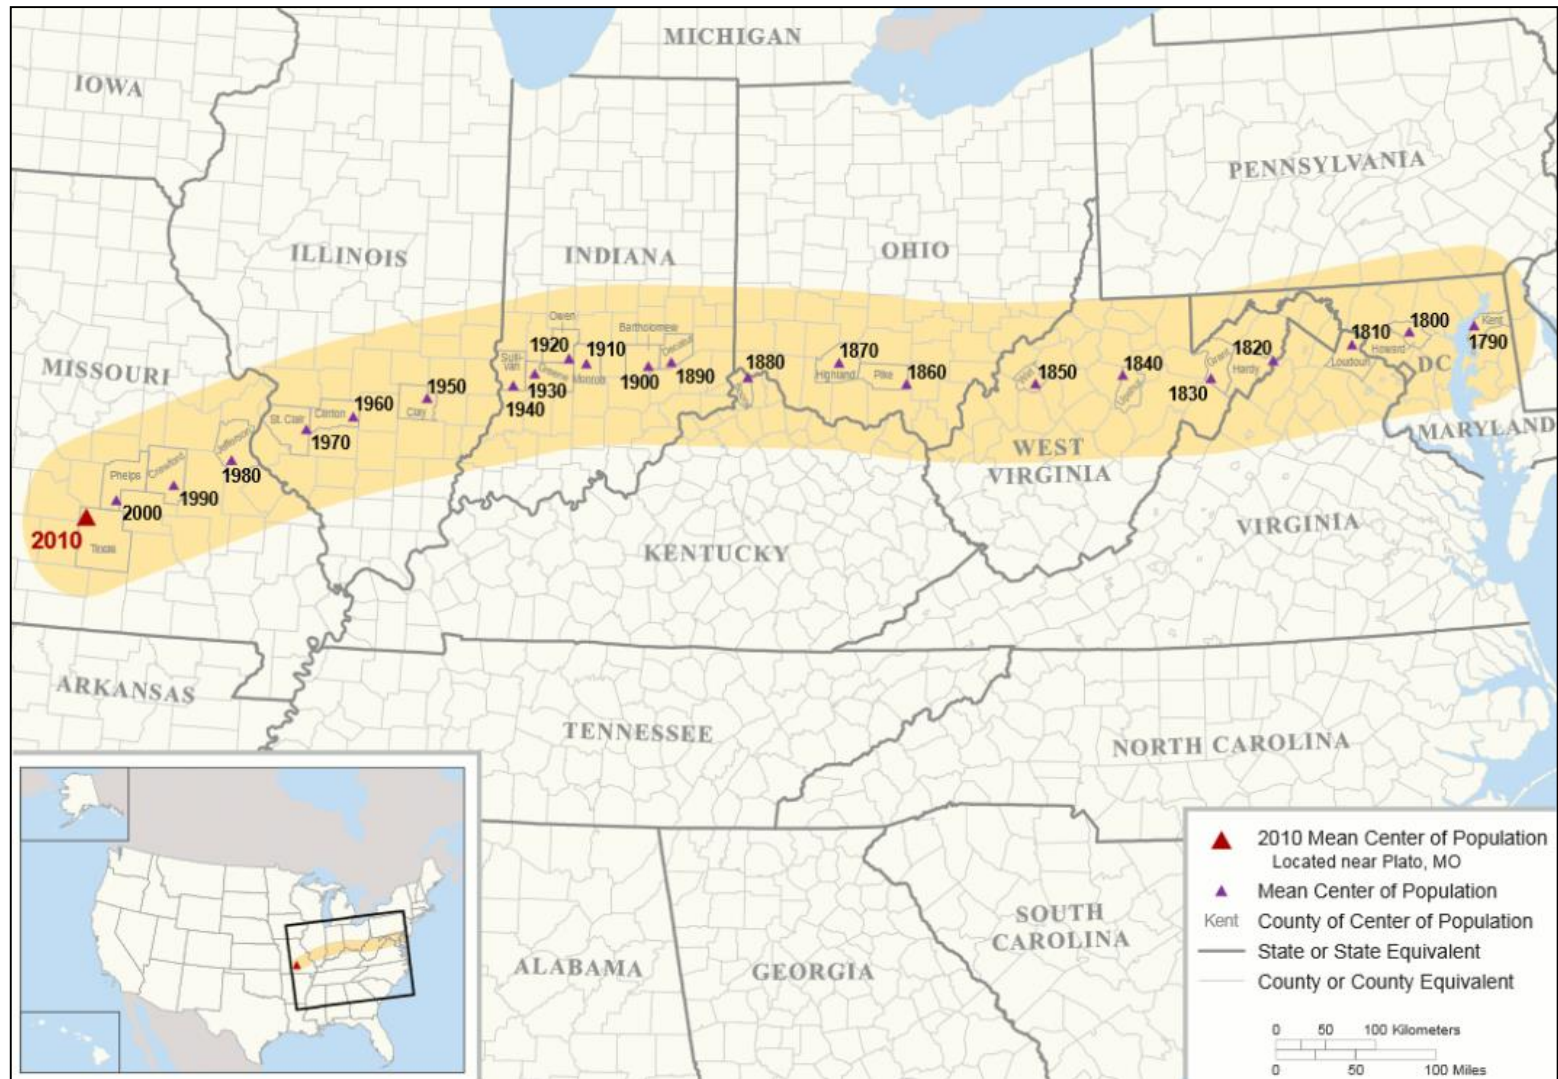 MICHIGAN
IOWA
PENNSYLVANIA
ILLINOIS
INDIANA
OHIO
MISSOURI
Owen
Bartholomew
Decatur
1920
1910
1900
1890
1880
1870
1860
1850
1840
1830
1820
1810
1800
1790
Kent
Howard
Loudoun
DC
Hardy
Grant
Upshur
Wirt
Pike
Highland
Monroe
Greene
Sulli-
van
1930
1940
1950
Clay
1960
Clinton
St. Clair
1970
Jefferson
1980
Crawford
1990
Phelps
2000
2010
Texas
MARYLAND
WEST
VIRGINIA
VIRGINIA
KENTUCKY
ARKANSAS
TENNESSEE
NORTH CAROLINA
SOUTH
CAROLINA
ALABAMA
GEORGIA
2010 Mean Center of Population
Located near Plato, MO
Mean Center of Population
Kent County of Center of Population
State or State Equivalent
County or County Equivalent
0 50 100 Kilometers
0 50 100 Miles